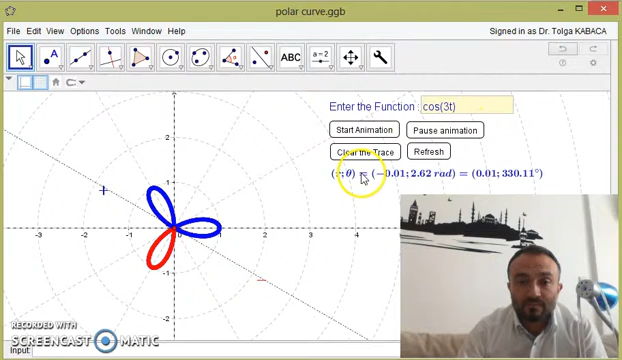 polar curve.ggb
File Edit View Options Tools Window Help
Signed in as Dr. Tolga KABACA
ABC
a=2
Enter the Function : cos(3t)
Start Animation
Pause animation
Clear the Trace
Refresh
(r;θ) = (−0.01; 2.62 rad) = (0.01; 330.11°)
-3 -2 -1 0 1 2 3 4
-1
-2
RECORDED WITH
SCREENCAST MATIC
Input: